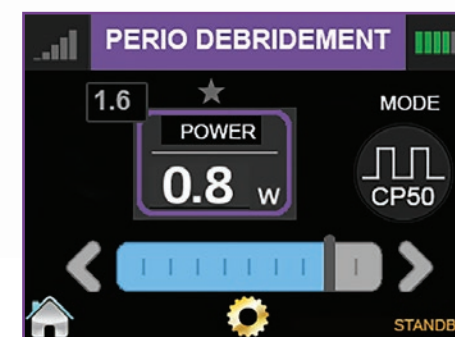 PERIO DEBRIDEMENT
1.6
MODE
POWER
0.8 W
CP50
STANDB